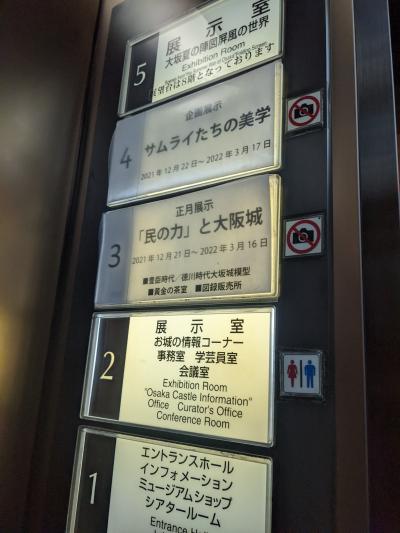 5
展示室
大坂夏の陣図屏風の世界
Exhibition Room
展望台は8階となっております
4
企画展示
サムライたちの美学
2021年12月22日〜2022年3月17日
3
正月展示
「民の力」と大阪城
2021年12月21日〜2022年3月16日
■豊臣時代／徳川時代大坂城模型
■黄金の茶室 ■図録販売所
2
展示室
お城の情報コーナー
事務室 学芸員室
会議室
Exhibition Room
"Osaka Castle Information"
Office Curator's Office
Conference Room
1
エントランスホール
インフォメーション
ミュージアムショップ
シアタールーム
Entrance